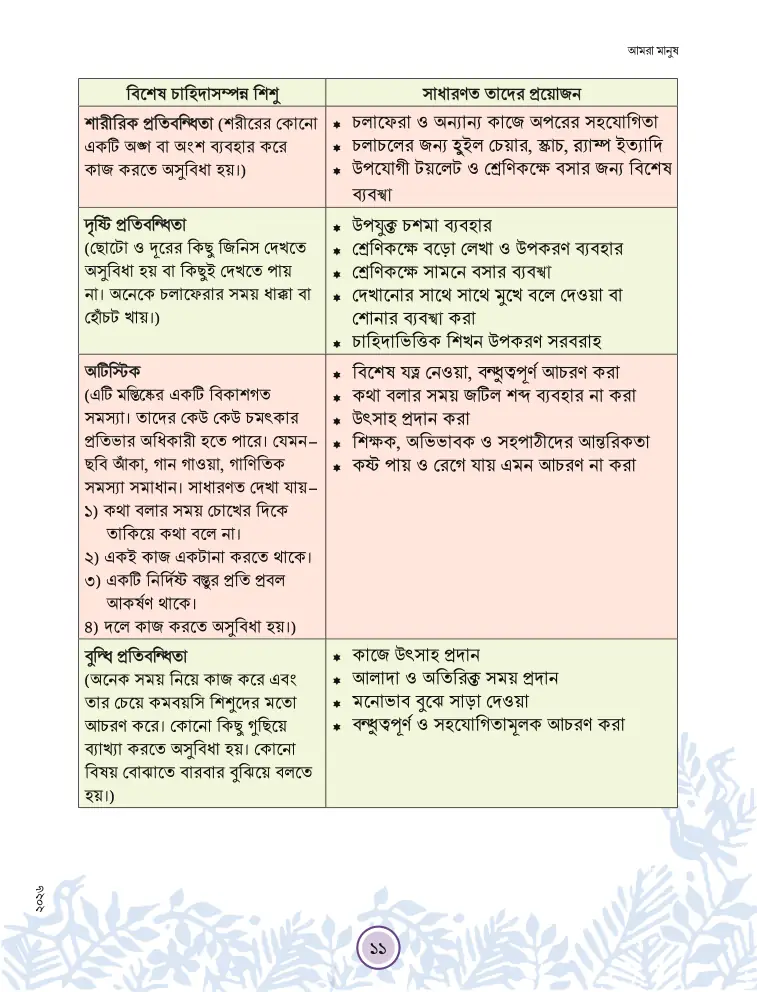 আমরা মানুষ
বিশেষ চাহিদাসম্পন্ন শিশু
সাধারণত তাদের প্রয়োজন
শারীরিক প্রতিবন্ধিতা (শরীরের কোনো
একটি অঙ্গ বা অংশ ব্যবহার করে
কাজ করতে অসুবিধা হয়।)
* চলাফেরা ও অন্যান্য কাজে অপরের সহযোগিতা
* চলাচলের জন্য হুইল চেয়ার, স্ক্রাচ, র‍্যাম্প ইত্যাদি
* উপযোগী টয়লেট ও শ্রেণিকক্ষে বসার জন্য বিশেষ
ব্যবস্থা
দৃষ্টি প্রতিবন্ধিতা
(ছোটো ও দূরের কিছু জিনিস দেখতে
অসুবিধা হয় বা কিছুই দেখতে পায়
না। অনেকে চলাফেরার সময় ধাক্কা বা
হোঁচট খায়।)
* উপযুক্ত চশমা ব্যবহার
* শ্রেণিকক্ষে বড়ো লেখা ও উপকরণ ব্যবহার
* শ্রেণিকক্ষে সামনে বসার ব্যবস্থা
* দেখানোর সাথে সাথে মুখে বলে দেওয়া বা
শোনার ব্যবস্থা করা
* চাহিদাভিত্তিক শিখন উপকরণ সরবরাহ
অটিস্টিক
(এটি মস্তিষ্কের একটি বিকাশগত
সমস্যা। তাদের কেউ কেউ চমৎকার
প্রতিভার অধিকারী হতে পারে। যেমন–
ছবি আঁকা, গান গাওয়া, গাণিতিক
সমস্যা সমাধান। সাধারণত দেখা যায়–
১) কথা বলার সময় চোখের দিকে
তাকিয়ে কথা বলে না।
২) একই কাজ একটানা করতে থাকে।
৩) একটি নির্দিষ্ট বস্তুর প্রতি প্রবল
আকর্ষণ থাকে।
৪) দলে কাজ করতে অসুবিধা হয়।)
* বিশেষ যত্ন নেওয়া, বন্ধুত্বপূর্ণ আচরণ করা
* কথা বলার সময় জটিল শব্দ ব্যবহার না করা
* উৎসাহ প্রদান করা
* শিক্ষক, অভিভাবক ও সহপাঠীদের আন্তরিকতা
* কষ্ট পায় ও রেগে যায় এমন আচরণ না করা
বুদ্ধি প্রতিবন্ধিতা
(অনেক সময় নিয়ে কাজ করে এবং
তার চেয়ে কমবয়সি শিশুদের মতো
আচরণ করে। কোনো কিছু গুছিয়ে
ব্যাখ্যা করতে অসুবিধা হয়। কোনো
বিষয় বোঝাতে বারবার বুঝিয়ে বলতে
হয়।)
* কাজে উৎসাহ প্রদান
* আলাদা ও অতিরিক্ত সময় প্রদান
* মনোভাব বুঝে সাড়া দেওয়া
* বন্ধুত্বপূর্ণ ও সহযোগিতামূলক আচরণ করা
২০২৬
১১